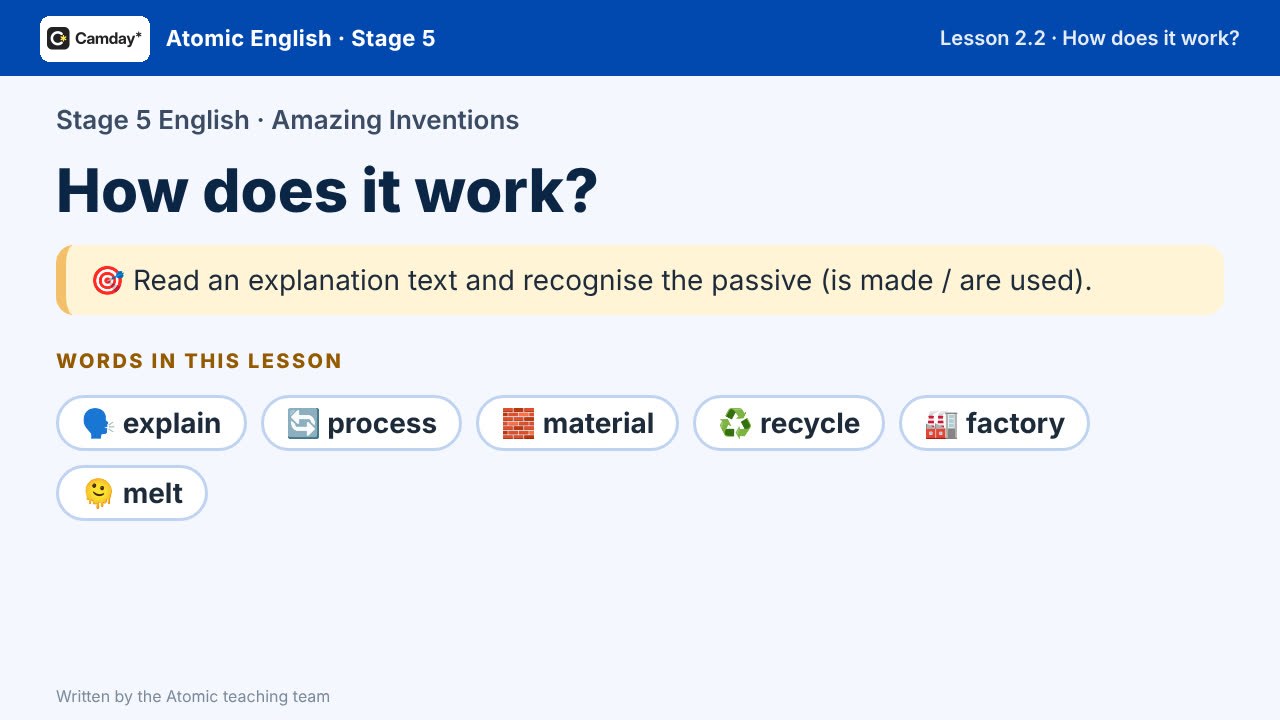 Camday* Atomic English · Stage 5
Lesson 2.2 · How does it work?
Stage 5 English · Amazing Inventions
How does it work?
Read an explanation text and recognise the passive (is made / are used).
WORDS IN THIS LESSON
explain process material recycle factory
melt
Written by the Atomic teaching team